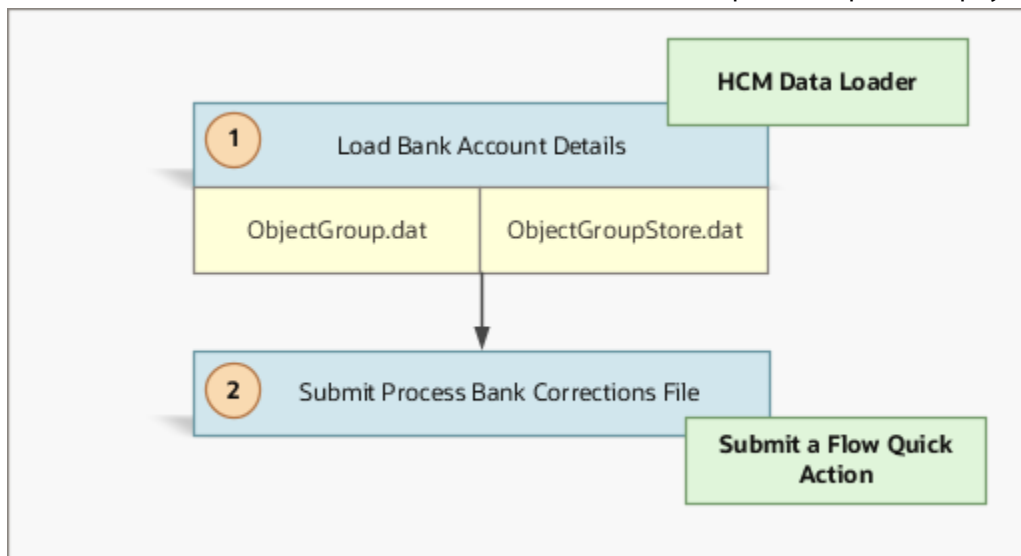 HCM Data Loader
1
Load Bank Account Details
ObjectGroup.dat
ObjectGroupStore.dat
2
Submit Process Bank Corrections File
Submit a Flow Quick
Action